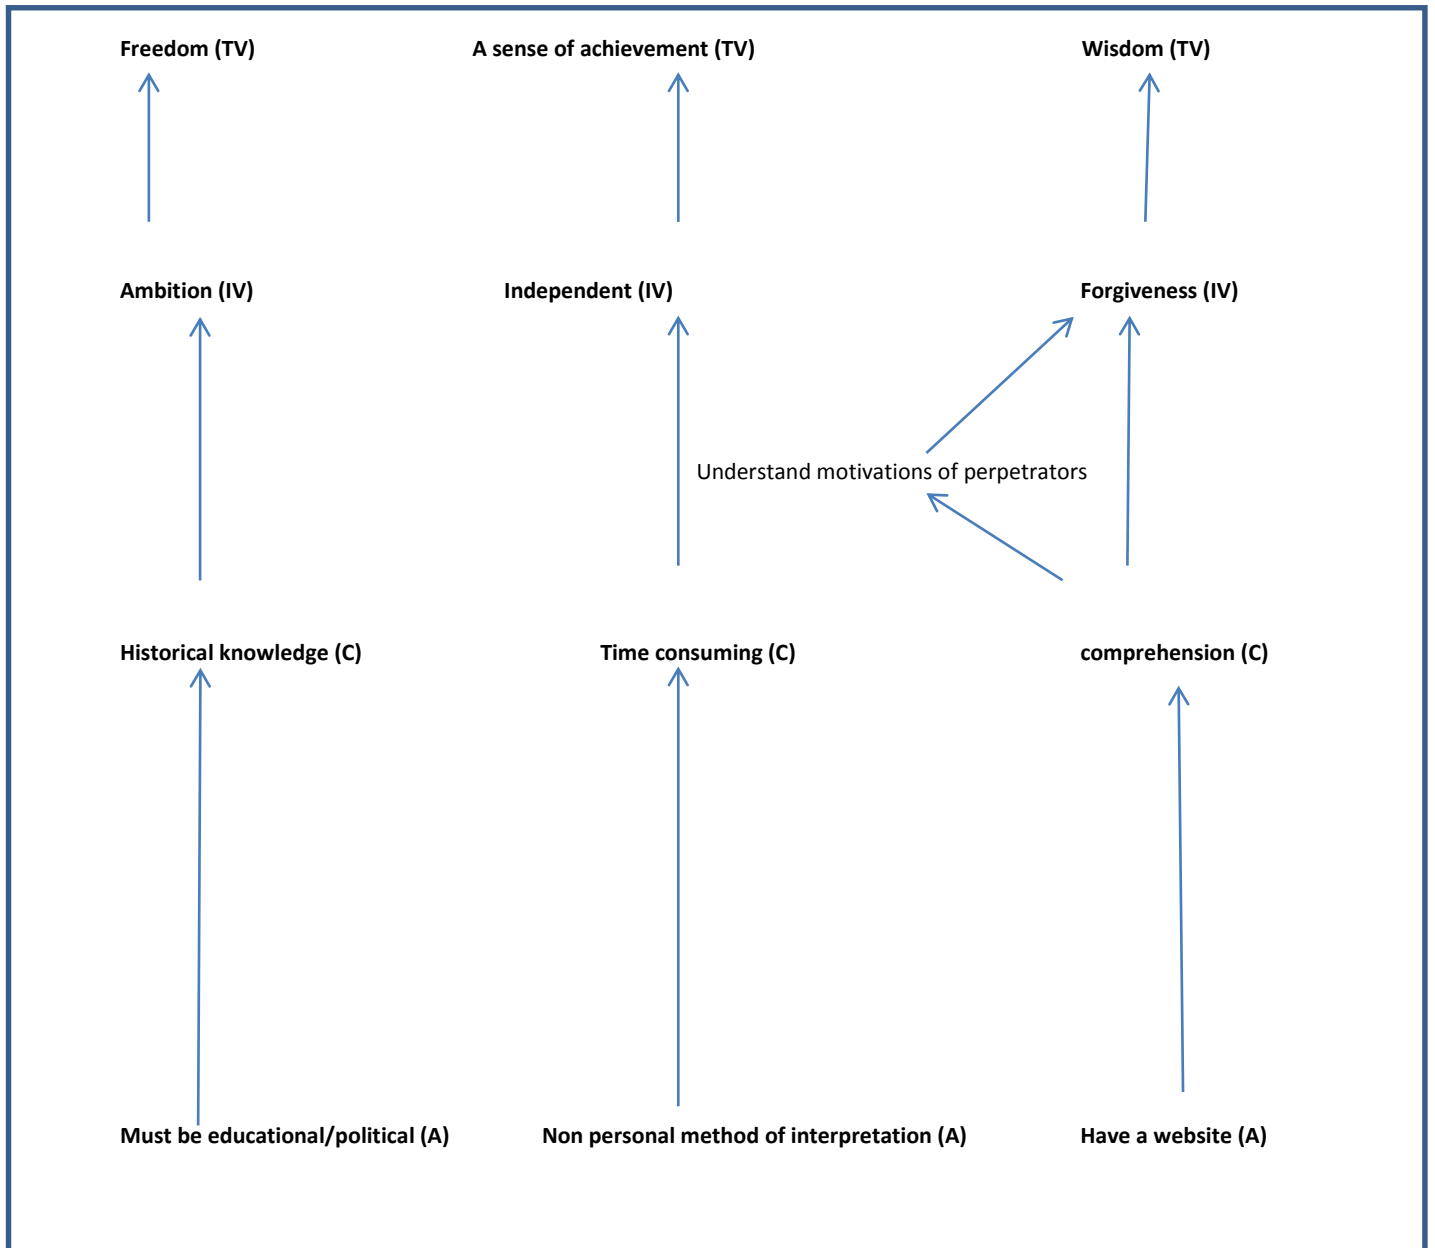 Freedom (TV)
A sense of achievement (TV)
Wisdom (TV)
Ambition (IV)
Independent (IV)
Forgiveness (IV)
Understand motivations of perpetrators
Historical knowledge (C)
Time consuming (C)
comprehension (C)
Must be educational/political (A)
Non personal method of interpretation (A)
Have a website (A)